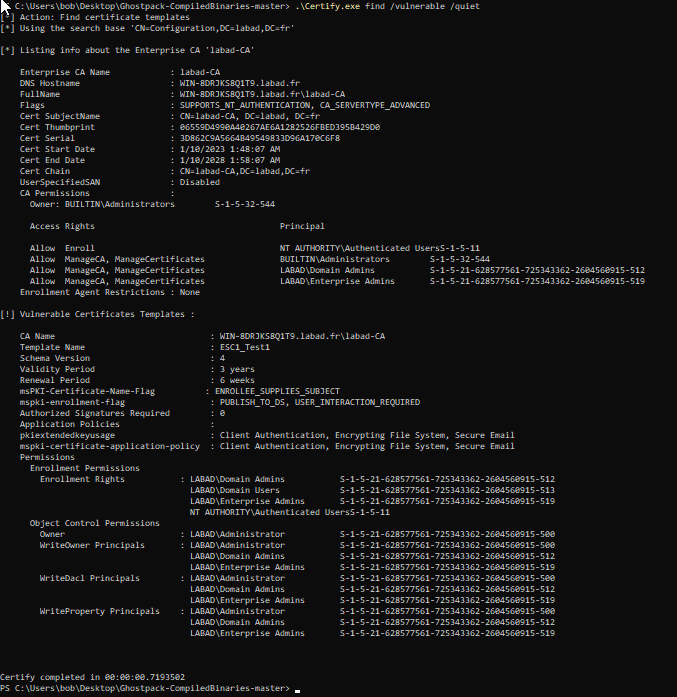 PS C:\Users\bob\Desktop\Ghostpack-CompiledBinaries-master> .\Certify.exe find /vulnerable /quiet
[*] Action: Find certificate templates
[*] Using the search base 'CN=Configuration,DC=labad,DC=fr'
[*] Listing info about the Enterprise CA 'labad-CA'
Enterprise CA Name : labad-CA
DNS Hostname : WIN-8DRJKS8Q1T9.labad.fr
FullName : WIN-8DRJKS8Q1T9.labad.fr\labad-CA
Flags : SUPPORTS_NT_AUTHENTICATION, CA_SERVERTYPE_ADVANCED
Cert SubjectName : CN=labad-CA, DC=labad, DC=fr
Cert Thumbprint : 06559D4990A40267AE6A1282526FBED395B429D0
Cert Serial : 3D862C9A5664B49549833D96A170C6F8
Cert Start Date : 1/10/2023 1:48:07 AM
Cert End Date : 1/10/2028 1:58:07 AM
Cert Chain : CN=labad-CA,DC=labad,DC=fr
UserSpecifiedSAN : Disabled
CA Permissions :
Owner: BUILTIN\Administrators S-1-5-32-544
Access Rights Principal
Allow Enroll NT AUTHORITY\Authenticated UsersS-1-5-11
Allow ManageCA, ManageCertificates BUILTIN\Administrators S-1-5-32-544
Allow ManageCA, ManageCertificates LABAD\Domain Admins S-1-5-21-628577561-725343362-2604560915-512
Allow ManageCA, ManageCertificates LABAD\Enterprise Admins S-1-5-21-628577561-725343362-2604560915-519
Enrollment Agent Restrictions : None
[!] Vulnerable Certificates Templates :
CA Name : WIN-8DRJKS8Q1T9.labad.fr\labad-CA
Template Name : ESC1_Test1
Schema Version : 4
Validity Period : 3 years
Renewal Period : 6 weeks
msPKI-Certificate-Name-Flag : ENROLLEE_SUPPLIES_SUBJECT
mspki-enrollment-flag : PUBLISH_TO_DS, USER_INTERACTION_REQUIRED
Authorized Signatures Required : 0
Application Policies :
pkiextendedkeyusage : Client Authentication, Encrypting File System, Secure Email
mspki-certificate-application-policy : Client Authentication, Encrypting File System, Secure Email
Permissions
Enrollment Permissions
Enrollment Rights : LABAD\Domain Admins S-1-5-21-628577561-725343362-2604560915-512
LABAD\Domain Users S-1-5-21-628577561-725343362-2604560915-513
LABAD\Enterprise Admins S-1-5-21-628577561-725343362-2604560915-519
NT AUTHORITY\Authenticated UsersS-1-5-11
Object Control Permissions
Owner : LABAD\Administrator S-1-5-21-628577561-725343362-2604560915-500
WriteOwner Principals : LABAD\Administrator S-1-5-21-628577561-725343362-2604560915-500
LABAD\Domain Admins S-1-5-21-628577561-725343362-2604560915-512
LABAD\Enterprise Admins S-1-5-21-628577561-725343362-2604560915-519
WriteDacl Principals : LABAD\Administrator S-1-5-21-628577561-725343362-2604560915-500
LABAD\Domain Admins S-1-5-21-628577561-725343362-2604560915-512
LABAD\Enterprise Admins S-1-5-21-628577561-725343362-2604560915-519
WriteProperty Principals : LABAD\Administrator S-1-5-21-628577561-725343362-2604560915-500
LABAD\Domain Admins S-1-5-21-628577561-725343362-2604560915-512
LABAD\Enterprise Admins S-1-5-21-628577561-725343362-2604560915-519
Certify completed in 00:00:00.7193502
PS C:\Users\bob\Desktop\Ghostpack-CompiledBinaries-master>